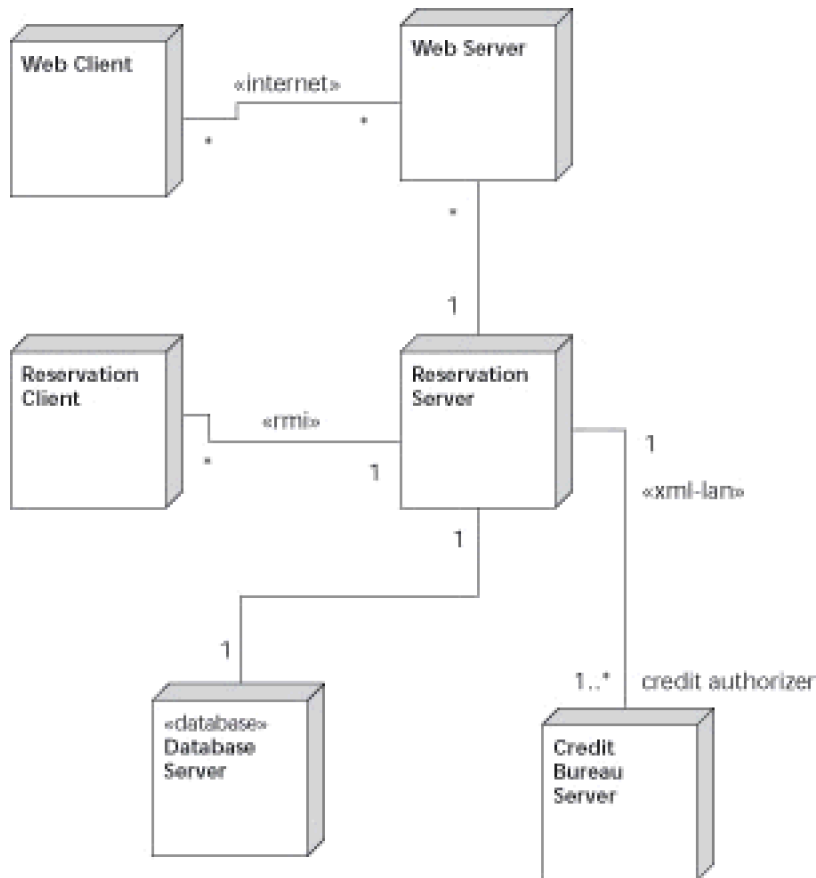 Web Client
Web Server
«internet»
*
*
*
1
Reservation
Client
Reservation
Server
«rmi»
*
1
1
«xml-lan»
1
1
1..*
credit authorizer
«database»
Database
Server
Credit
Bureau
Server